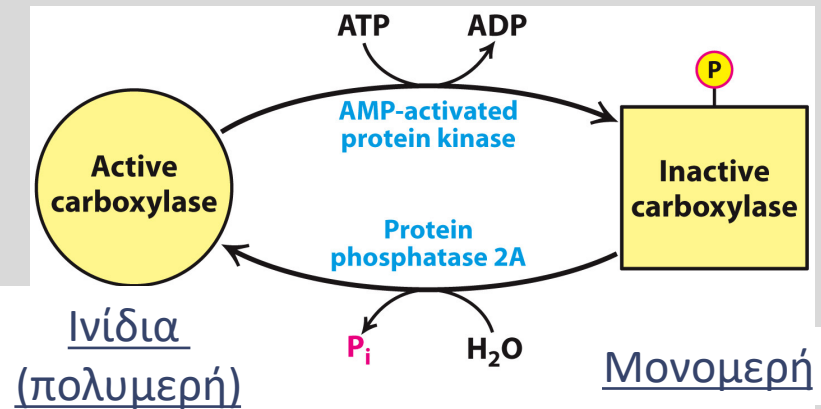 ATP ADP
P
AMP-activated
protein kinase
Active
carboxylase
Inactive
carboxylase
Protein
phosphatase 2A
Pi H₂O
Ινίδια
(πολυμερή)
Μονομερή